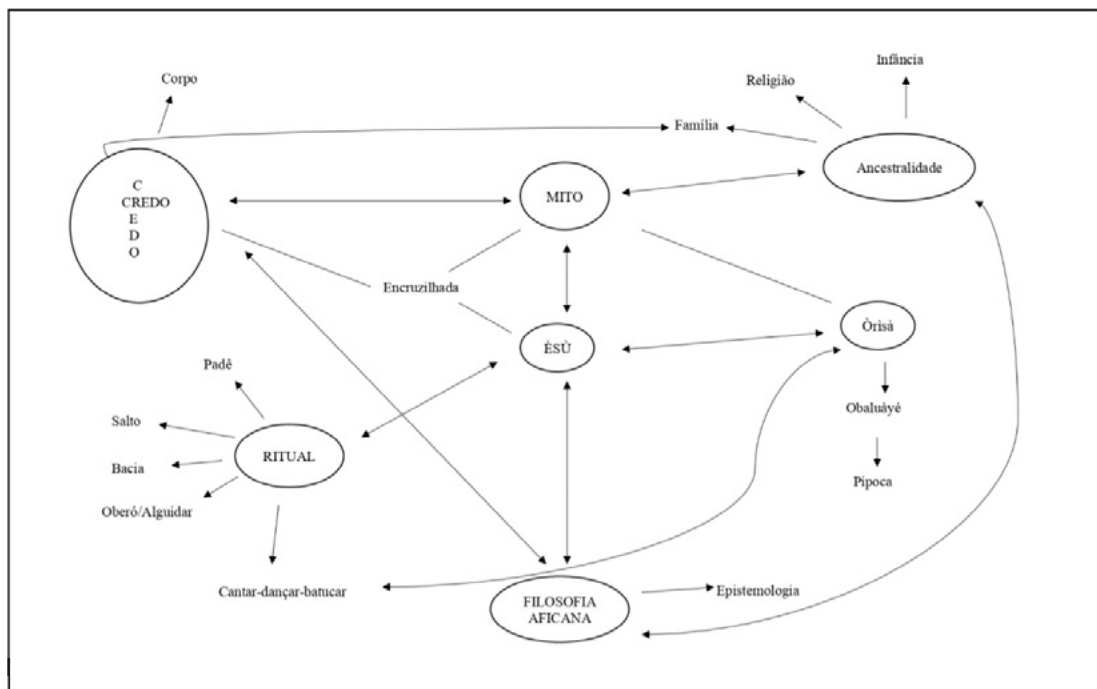 Infância
Corpo
Religião
Família
Ancestralidade
C
CREDO
E
D
O
MITO
Encruzilhada
Òrìsà
ÈSÙ
Padê
Obaluàyé
Salto
RITUAL
Bacia
Pipoca
Oberó/Alguidar
Cantar-dançar-batucar
Epistemologia
FILOSOFIA
AFICANA